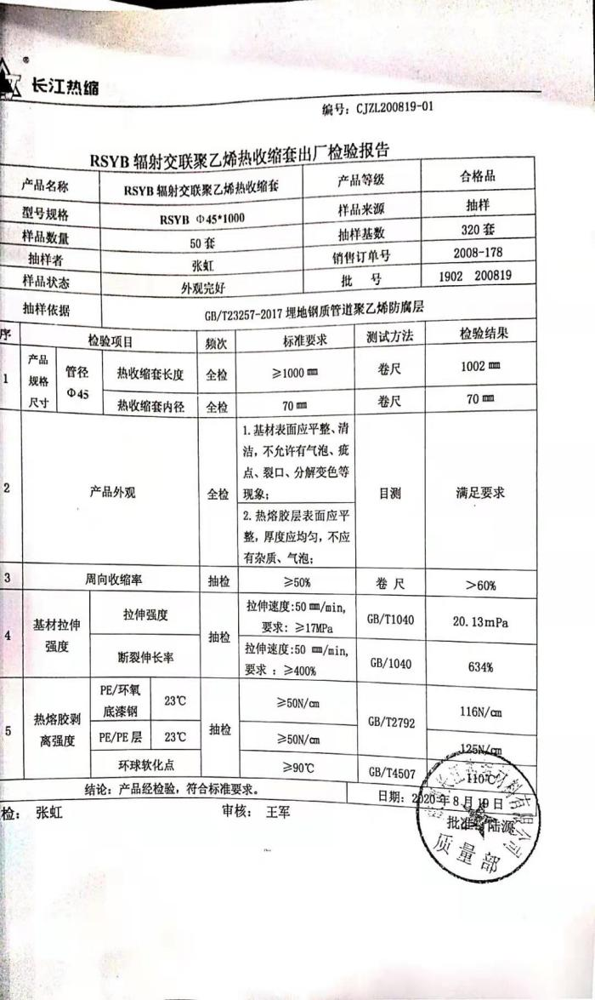 ®
长江热缩
编号：CJZL200819-01
RSYB 辐射交联聚乙烯热收缩套出厂检验报告
产品名称 RSYB 辐射交联聚乙烯热收缩套 产品等级 合格品
型号规格 RSYB Φ45*1000 样品来源 抽样
样品数量 50 套 抽样基数 320 套
抽样者 张虹 销售订单号 2008-178
样品状态 外观完好 批 号 1902 200819
抽样依据 GB/T23257-2017 埋地钢质管道聚乙烯防腐层
序 检验项目 频次 标准要求 测试方法 检验结果
1 产品规格尺寸 管径Φ45 热收缩套长度 全检 ≥1000㎜ 卷尺 1002㎜
热收缩套内径 全检 70㎜ 卷尺 70㎜
2 产品外观 全检 1.基材表面应平整、清
洁，不允许有气泡、疵
点、裂口、分解变色等
现象； 目测 满足要求
2.热熔胶层表面应平
整，厚度应均匀，不应
有杂质、气泡；
3 周向收缩率 抽检 ≥50% 卷 尺 >60%
4 基材拉伸强度 拉伸强度 抽检 拉伸速度:50㎜/min,
要求：≥17MPa GB/T1040 20.13mPa
断裂伸长率 拉伸速度:50 ㎜/min,
要求 ：≥400% GB/1040 634%
5 热熔胶剥离强度 PE/环氧底漆钢 23℃ 抽检 ≥50N/㎝ GB/T2792 116N/㎝
PE/PE 层 23℃ ≥50N/㎝ 125N/㎝
环球软化点 ≥90℃ GB/T4507 110℃
结论：产品经检验，符合标准要求。 日期：2020年8月19日
检： 张虹 审核： 王军 批准：陆源
长江 材料有限公司
质量部